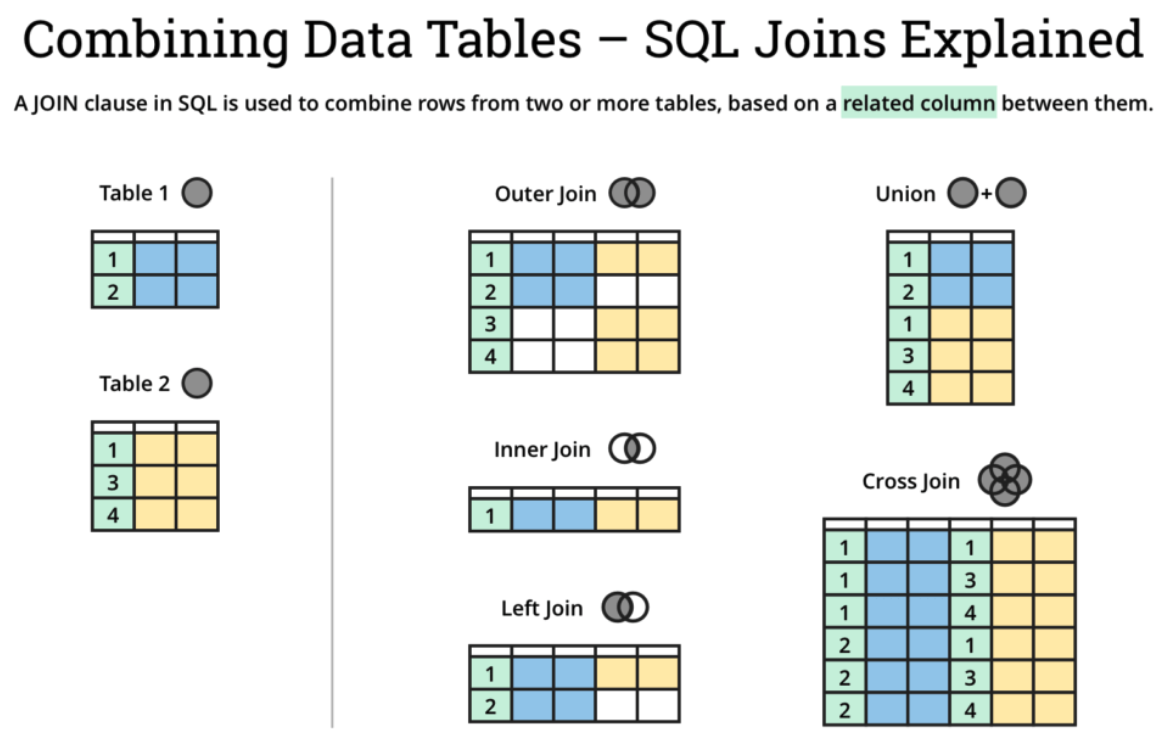 Combining Data Tables – SQL Joins Explained
A JOIN clause in SQL is used to combine rows from two or more tables, based on a related column between them.
Table 1
1
2
Table 2
1
3
4
Outer Join
1
2
3
4
Inner Join
1
Left Join
1
2
Union +
1
2
1
3
4
Cross Join
1 1
1 3
1 4
2 1
2 3
2 4